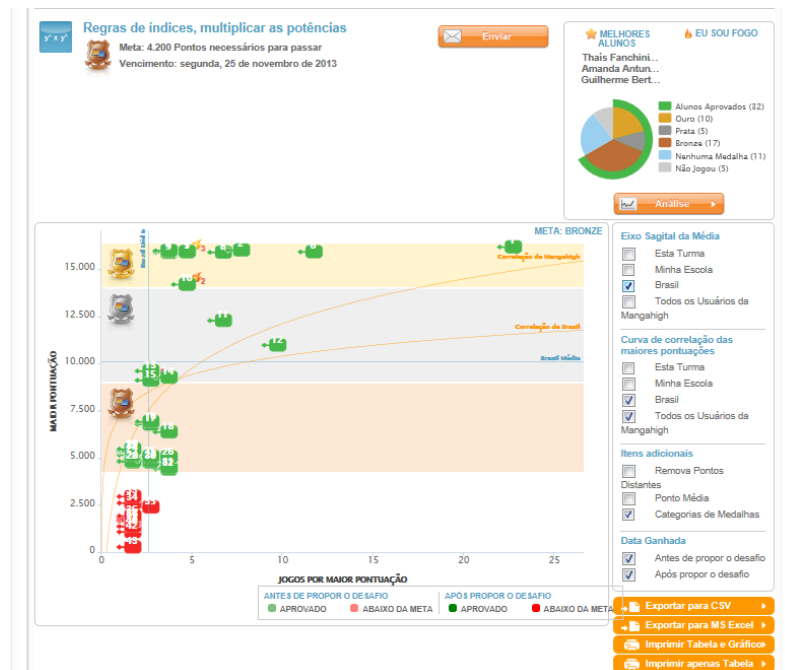 Regras de índices, multiplicar as potências
Meta: 4.200 Pontos necessários para passar
Vencimento: segunda, 25 de novembro de 2013
Enviar
MELHORES ALUNOS
EU SOU FOGO
Thais Fanchini...
Amanda Antun...
Guilherme Bert...
Alunos Aprovados (32)
Ouro (10)
Prata (5)
Bronze (17)
Nenhuma Medalha (11)
Não Jogou (5)
Análise
META: BRONZE
Brasil Média
Correlação da Mangahigh
Correlação de Brasil
Brasil Média
MAIOR PONTUAÇÃO
15.000
12.500
10.000
7.500
5.000
2.500
0
0
5
10
15
20
25
JOGOS POR MAIOR PONTUAÇÃO
ANTES DE PROPOR O DESAFIO
APROVADO
ABAIXO DA META
APÓS PROPOR O DESAFIO
APROVADO
ABAIXO DA META
Eixo Sagital da Média
Esta Turma
Minha Escola
Brasil
Todos os Usuários da
Mangahigh
Curva de correlação das
maiores pontuações
Esta Turma
Minha Escola
Brasil
Todos os Usuários da
Mangahigh
Itens adicionais
Remova Pontos
Distantes
Ponto Média
Categorias de Medalhas
Data Ganhada
Antes de propor o desafio
Após propor o desafio
Exportar para CSV
Exportar para MS Excel
Imprimir Tabela e Gráfico
Imprimir apenas Tabela